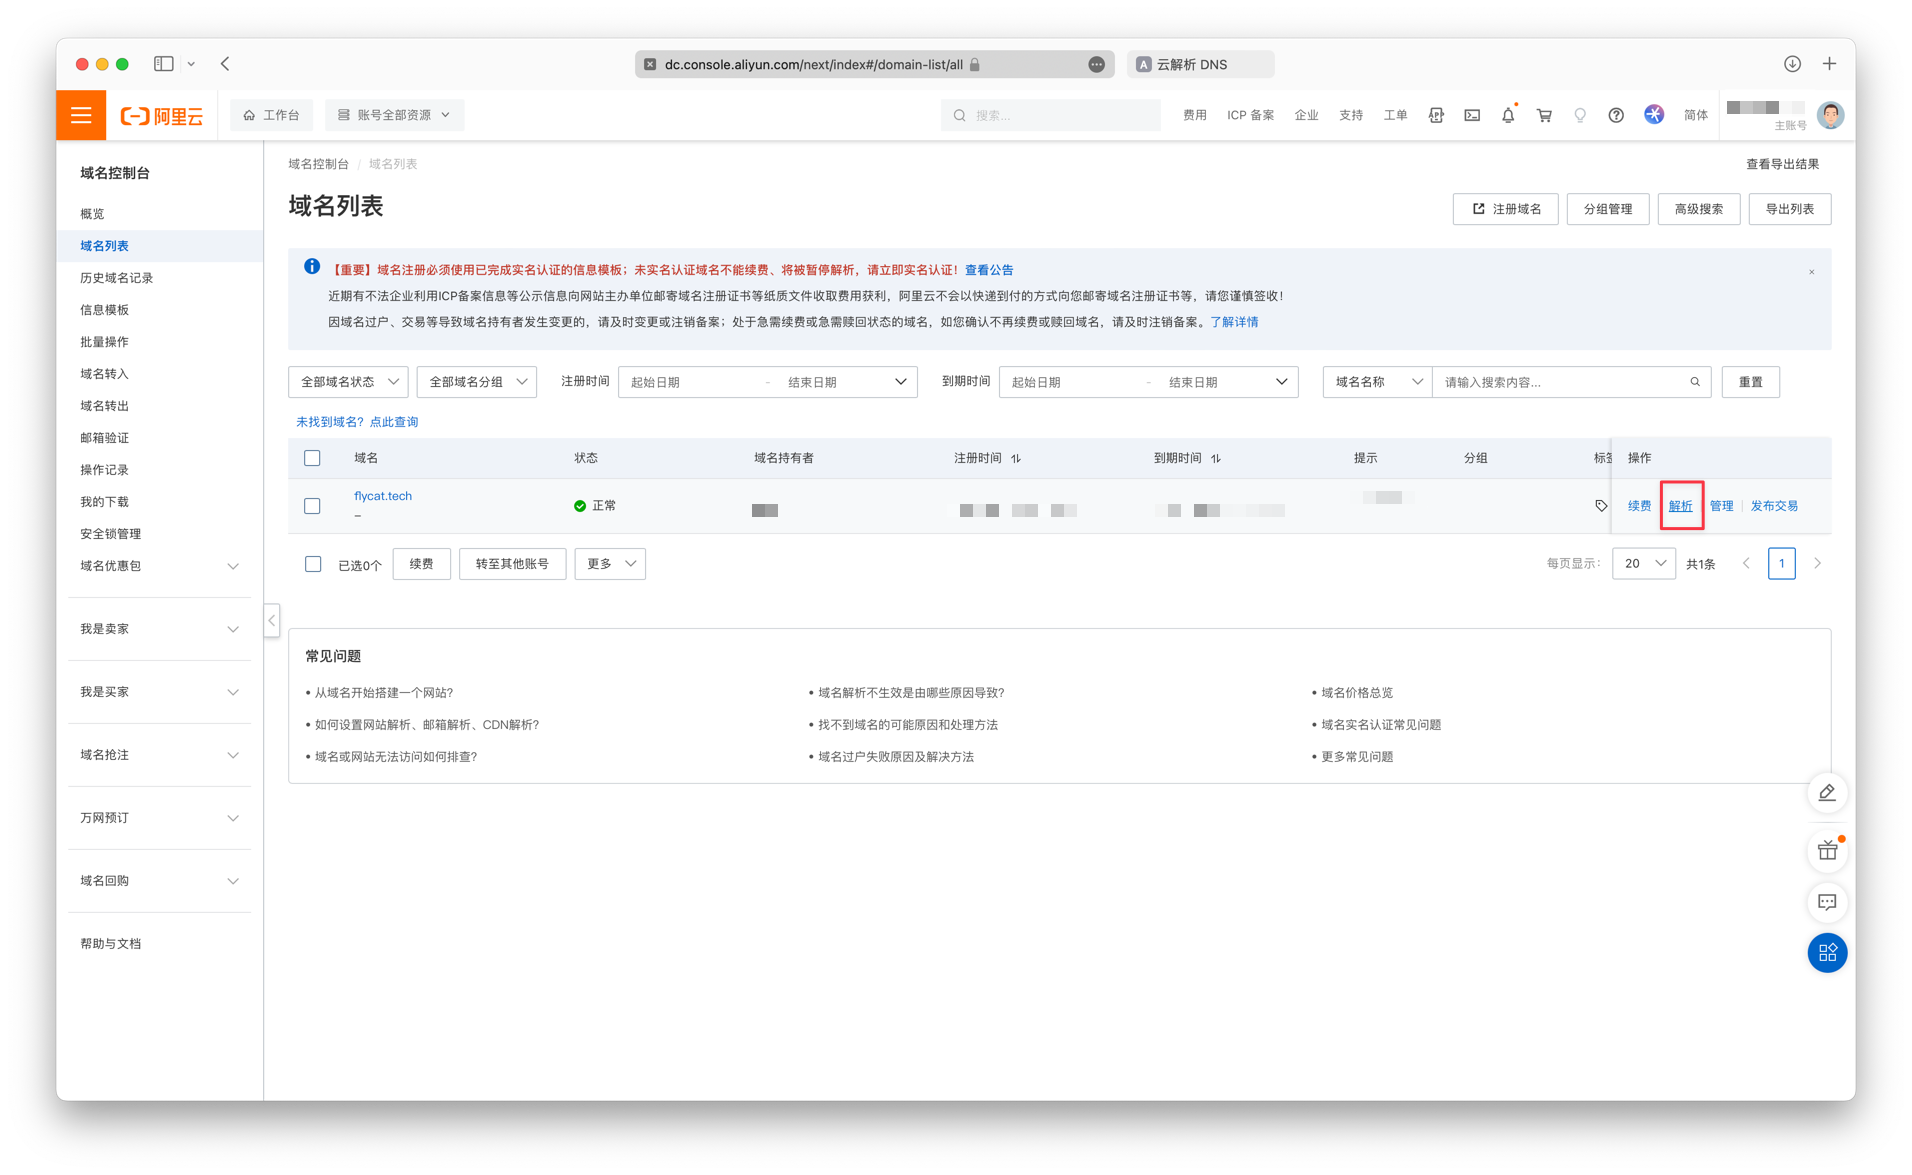 dc.console.aliyun.com/next/index#/domain-list/all
A 云解析 DNS
阿里云 工作台 账号全部资源 搜索... 费用 ICP 备案 企业 支持 工单 简体 主账号
域名控制台
概览
域名列表
历史域名记录
信息模板
批量操作
域名转入
域名转出
邮箱验证
操作记录
我的下载
安全锁管理
域名优惠包
我是卖家
我是买家
域名抢注
万网预订
域名回购
帮助与文档
域名控制台 / 域名列表 查看导出结果
域名列表
注册域名 分组管理 高级搜索 导出列表
【重要】域名注册必须使用已完成实名认证的信息模板；未实名认证域名不能续费、将被暂停解析，请立即实名认证！查看公告
近期有不法企业利用ICP备案信息等公示信息向网站主办单位邮寄域名注册证书等纸质文件收取费用获利，阿里云不会以快递到付的方式向您邮寄域名注册证书等，请您谨慎签收！
因域名过户、交易等导致域名持有者发生变更的，请及时变更或注销备案；处于急需续费或急需赎回状态的域名，如您确认不再续费或赎回域名，请及时注销备案。了解详情
全部域名状态 全部域名分组 注册时间 起始日期 - 结束日期 到期时间 起始日期 - 结束日期 域名名称 请输入搜索内容... 重置
未找到域名？点此查询
域名 状态 域名持有者 注册时间 到期时间 提示 分组 标签 操作
flycat.tech 正常 续费 解析 管理 发布交易
–
已选0个 续费 转至其他账号 更多 每页显示： 20 共1条 1
常见问题
• 从域名开始搭建一个网站? • 域名解析不生效是由哪些原因导致? • 域名价格总览
• 如何设置网站解析、邮箱解析、CDN解析? • 找不到域名的可能原因和处理方法 • 域名实名认证常见问题
• 域名或网站无法访问如何排查? • 域名过户失败原因及解决方法 • 更多常见问题